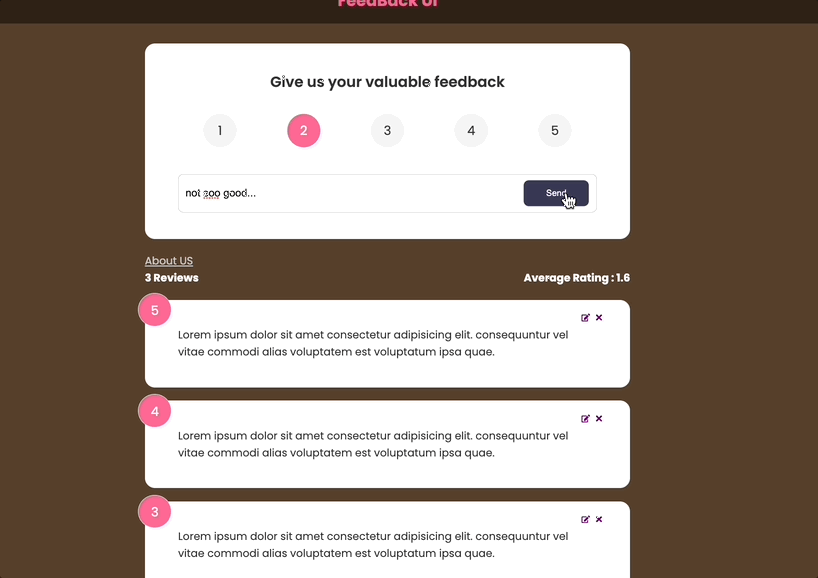 FeedBack UI
Give us your valuable feedback
1 2 3 4 5
not zoo good...
Send
About US
3 Reviews Average Rating : 1.6
5
Lorem ipsum dolor sit amet consectetur adipisicing elit. consequuntur vel
vitae commodi alias voluptatem est voluptatum ipsa quae.
4
Lorem ipsum dolor sit amet consectetur adipisicing elit. consequuntur vel
vitae commodi alias voluptatem est voluptatum ipsa quae.
3
Lorem ipsum dolor sit amet consectetur adipisicing elit. consequuntur vel
vitae commodi alias voluptatem est voluptatum ipsa quae.